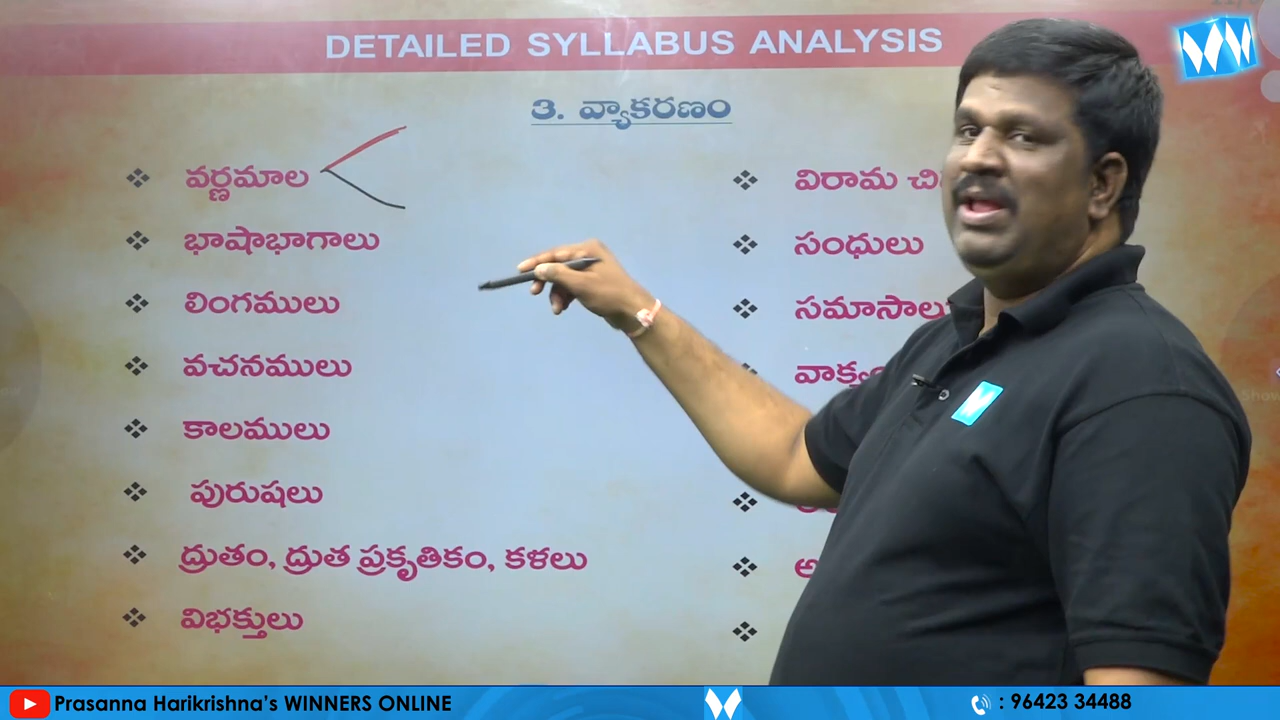 DETAILED SYLLABUS ANALYSIS
3. వ్యాకరణం
వర్ణమాల
భాషాభాగాలు
లింగములు
వచనములు
కాలములు
పురుషలు
ద్రుతం, ద్రుత ప్రకృతికం, కళలు
విభక్తులు
విరామ
సంధులు
సమాసాలు
Prasanna Harikrishna's WINNERS ONLINE
: 96423 34488